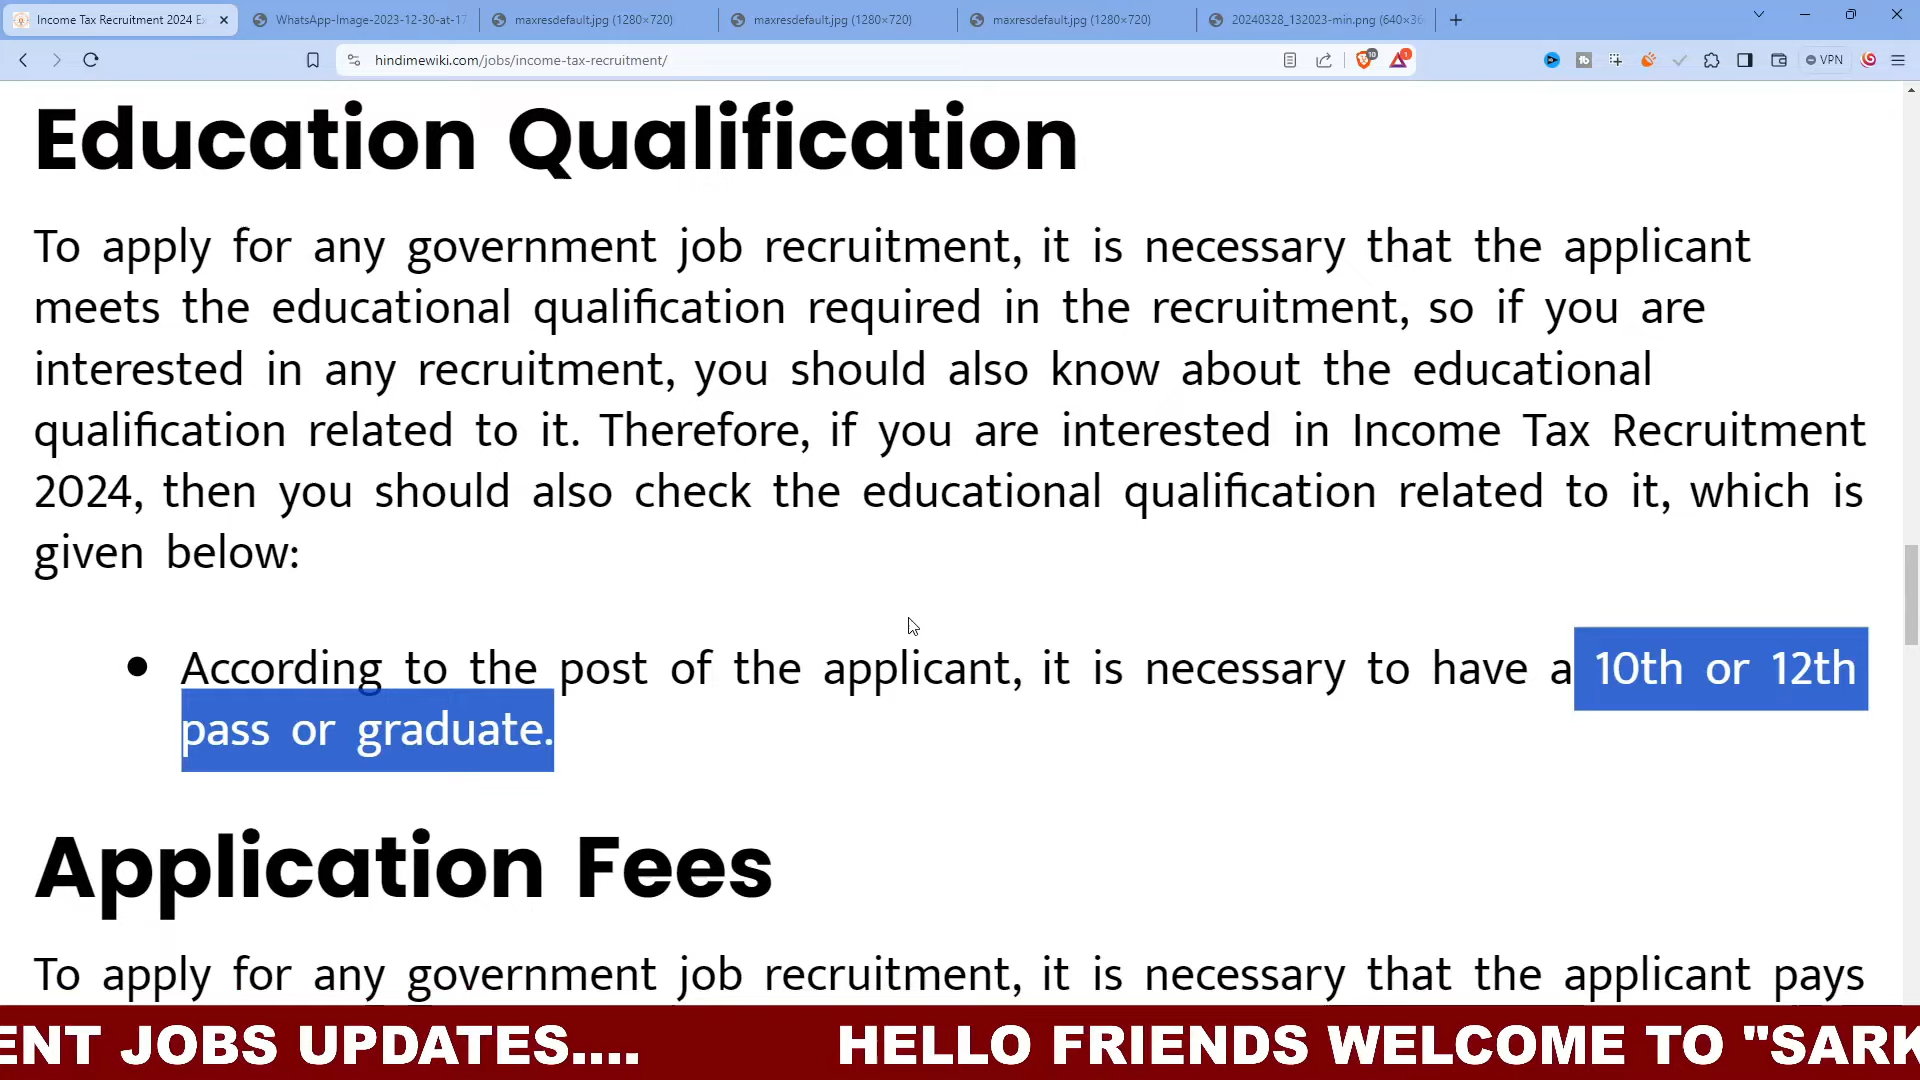 Income Tax Recruitment 2024 Ex
WhatsApp-Image-2023-12-30-at-17
maxresdefault.jpg (1280×720)
maxresdefault.jpg (1280×720)
maxresdefault.jpg (1280×720)
20240328_132023-min.png (640×36
hindimewiki.com/jobs/income-tax-recruitment/
10
1
VPN
Education Qualification
To apply for any government job recruitment, it is necessary that the applicant
meets the educational qualification required in the recruitment, so if you are
interested in any recruitment, you should also know about the educational
qualification related to it. Therefore, if you are interested in Income Tax Recruitment
2024, then you should also check the educational qualification related to it, which is
given below:
According to the post of the applicant, it is necessary to have a 10th or 12th
pass or graduate.
Application Fees
To apply for any government job recruitment, it is necessary that the applicant pays
ENT JOBS UPDATES.... HELLO FRIENDS WELCOME TO "SARK